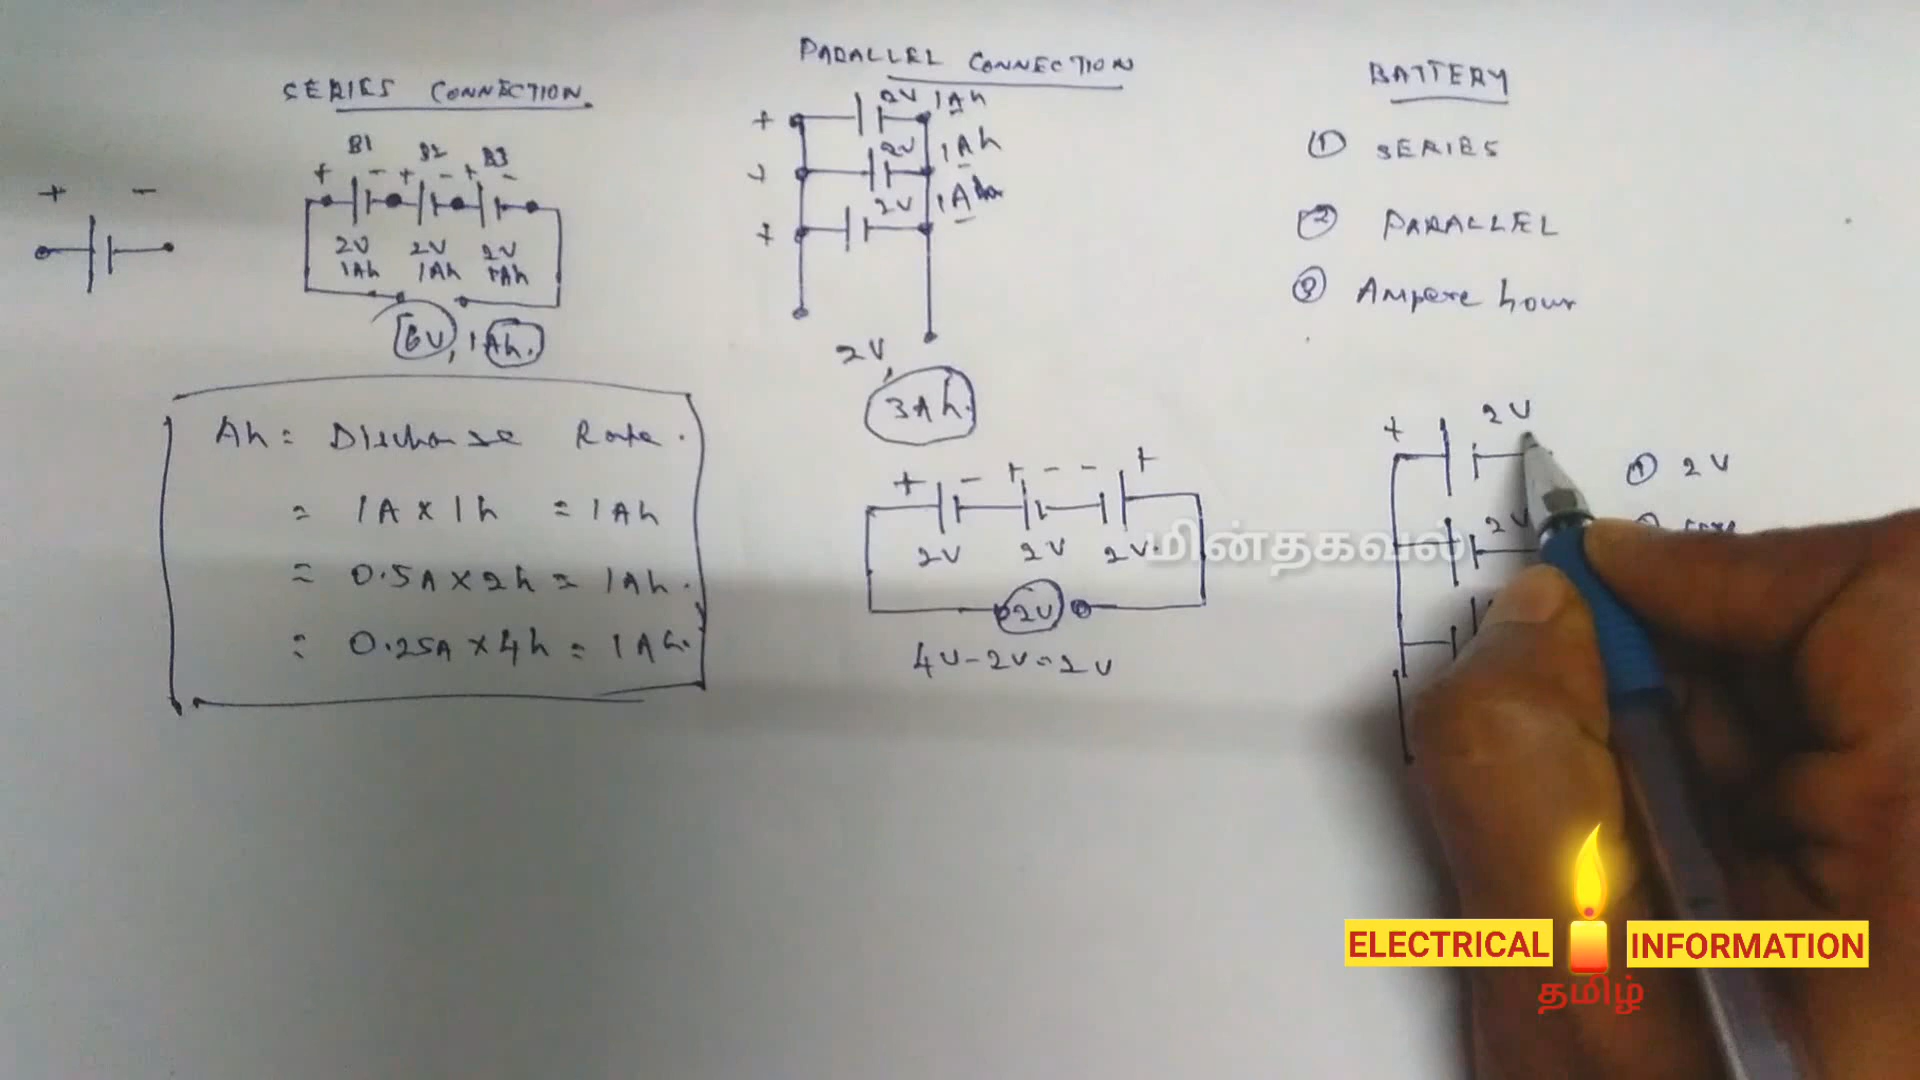 SERIES CONNECTION.
B1 B2 B3
+ - + - + -
+ -
2V 2V 2V
1Ah 1Ah 1Ah
6V, 1Ah.
PARALLEL CONNECTION
2V 1Ah
+
2V 1Ah
2V 1A
+
2V,
3Ah.
BATTERY
① SERIES
② PARALLEL
③ Ampere hour
Ah = Discharge Rate.
= 1A × 1h = 1Ah
= 0.5A × 2h = 1Ah.
= 0.25A × 4h = 1Ah.
+ - + - - +
2V 2V 2V.
2V
4V - 2V = 2V
+ 2V
2V
① 2V
மின்தகவல்
ELECTRICAL INFORMATION
தமிழ்